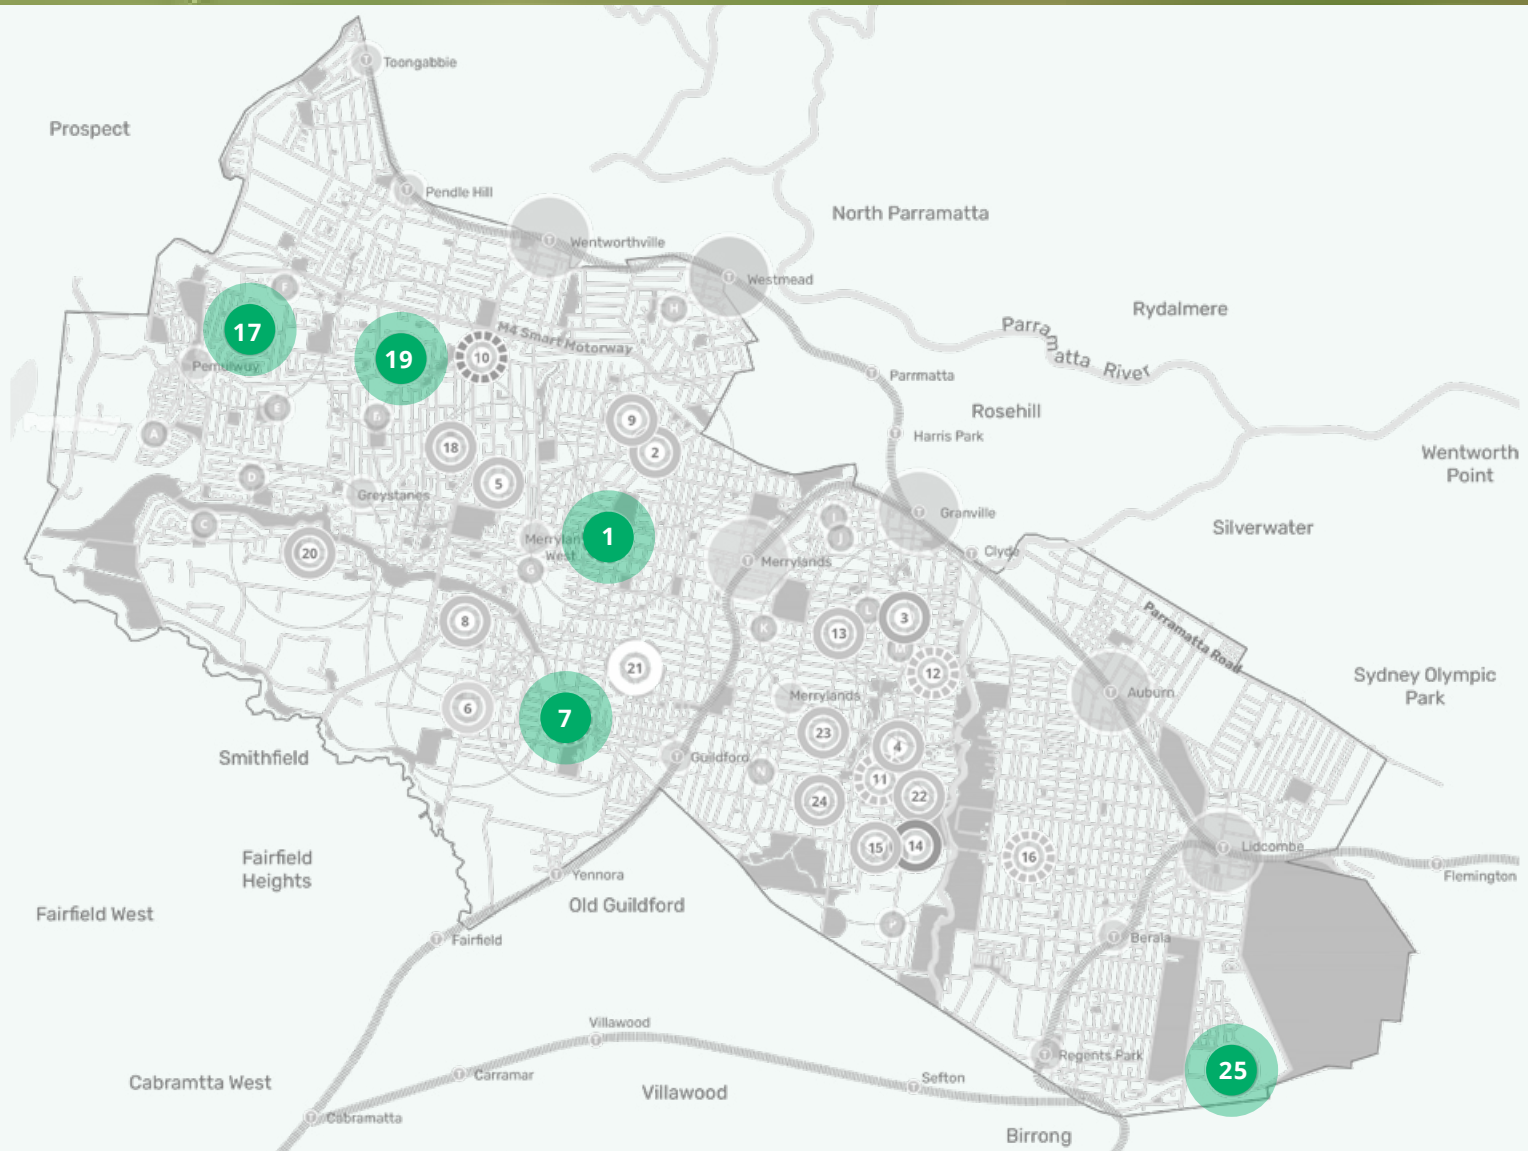 Toongabbie
Prospect
Pendle Hill
North Parramatta
Wentworthville
Westmead
F
H
Rydalmere
17
M4 Smart Motorway
Parramatta River
19
10
Pemulway
Parrmatta
E
B
9
Rosehill
A
Harris Park
18
2
Wentworth
Point
D
5
Greystanes
C
1
I
Granville
Silverwater
Merrylan
West
J
20
Clyde
G
Merrylands
8
L
3
K
13
M
Parramatta Road
21
12
Sydney Olympic
Park
Merrylands
Auburn
6
7
23
4
Smithfield
Guildford
N
11
24
22
15
14
16
Lidcombe
Fairfield
Heights
Flemington
Yennora
Old Guildford
Fairfield West
P
Fairfield
Berala
Villawood
Regents Park
25
Cabramtta West
Carramar
Villawood
Sefton
Cabramatta
Birrong